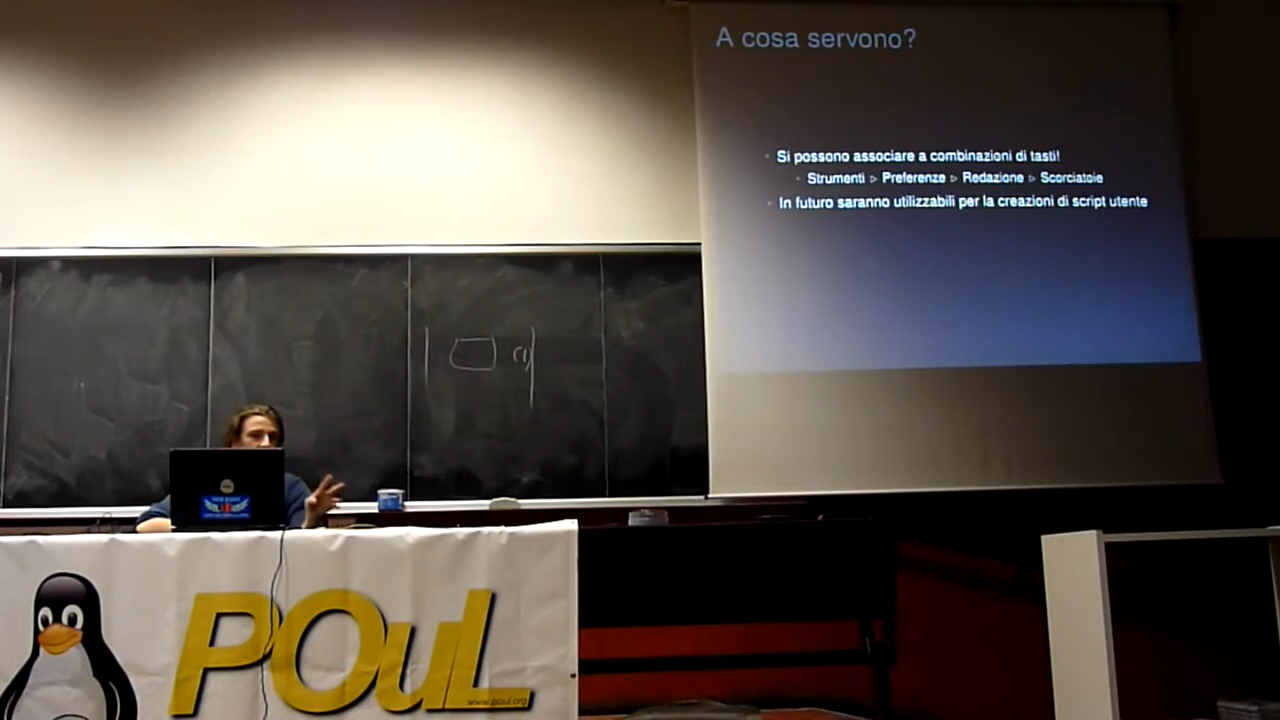 A cosa servono?
Si possono associare a combinazioni di tasti!
Strumenti ▹ Preferenze ▹ Redazione ▹ Scorciatoie
In futuro saranno utilizzabili per la creazioni di script utente
POuL
www.poul.org